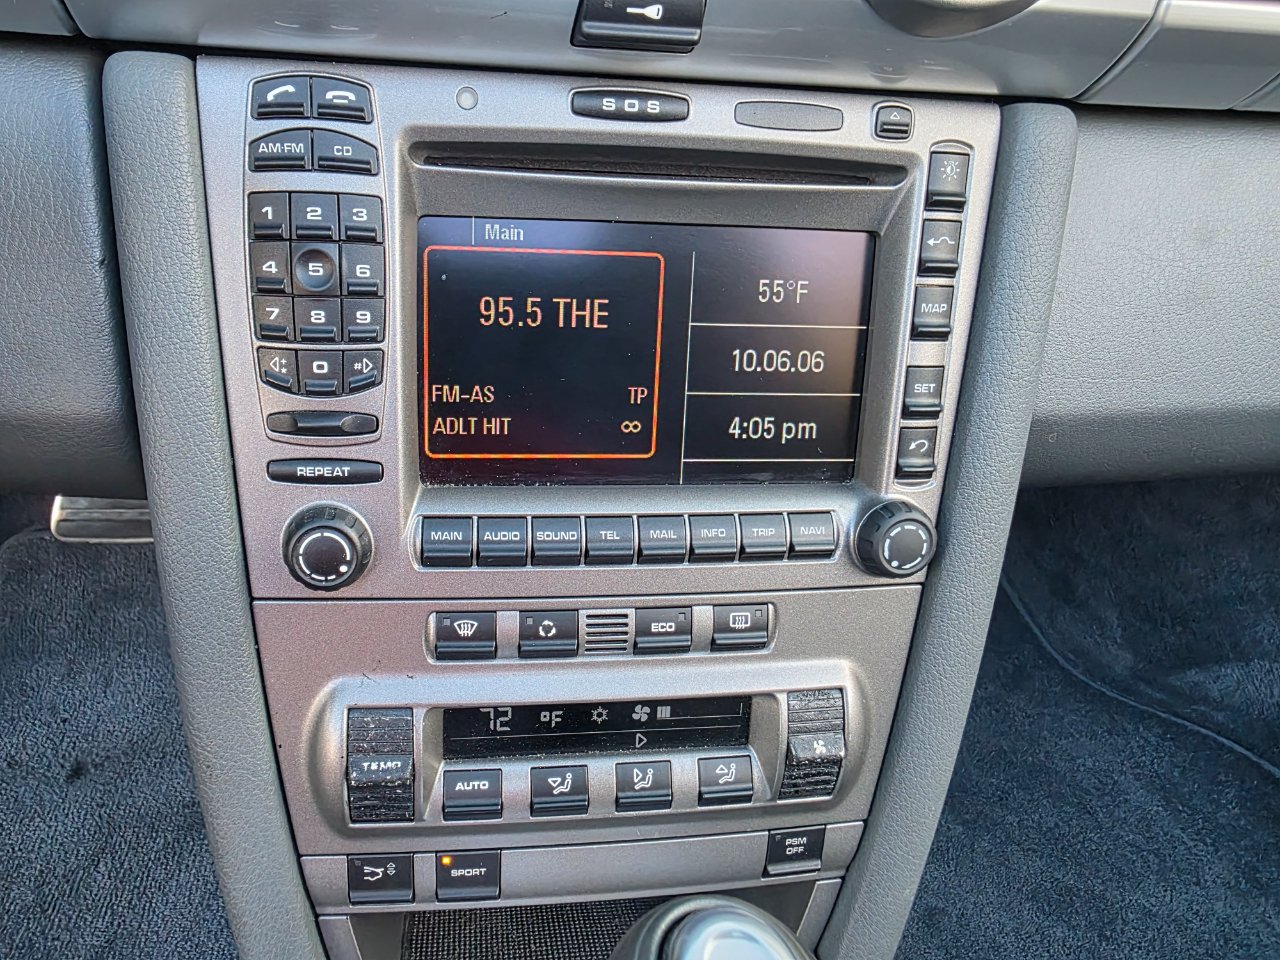 SOS
AM·FM CD
1 2 3
4 5 6
7 8 9
* 0 #
REPEAT
Main
95.5 THE
FM-AS TP
ADLT HIT ∞
55°F
10.06.06
4:05 pm
MAP
SET
MAIN AUDIO SOUND TEL MAIL INFO TRIP NAVI
ECO
72 °F
TEMP
AUTO
SPORT
PSM
OFF